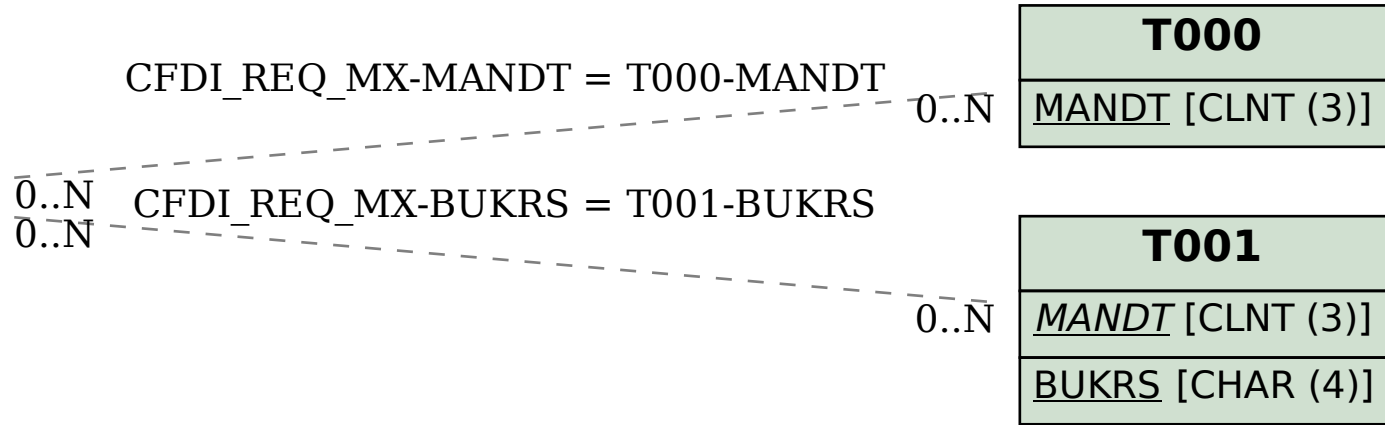 T000
CFDI_REQ_MX-MANDT = T000-MANDT
0..N
MANDT [CLNT (3)]
0..N
CFDI_REQ_MX-BUKRS = T001-BUKRS
0..N
T001
0..N
MANDT [CLNT (3)]
BUKRS [CHAR (4)]